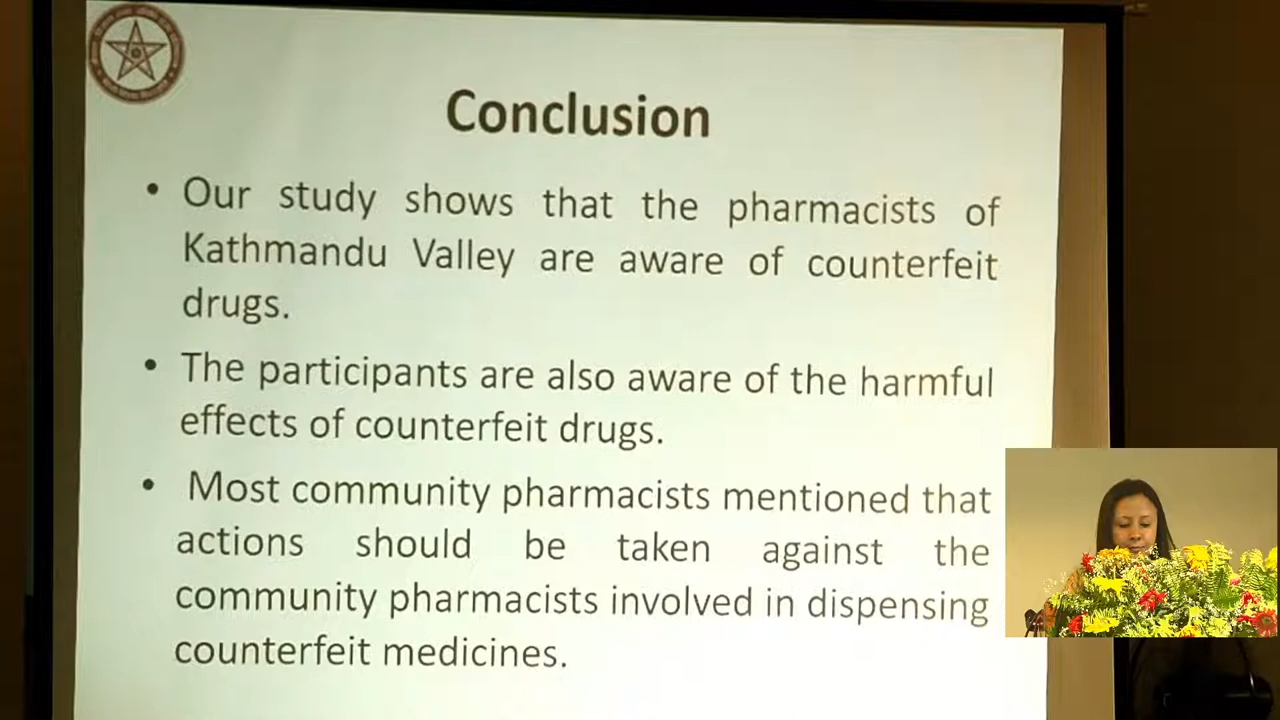 Conclusion
• Our study shows that the pharmacists of
Kathmandu Valley are aware of counterfeit
drugs.
• The participants are also aware of the harmful
effects of counterfeit drugs.
• Most community pharmacists mentioned that
actions should be taken against the
community pharmacists involved in dispensing
counterfeit medicines.